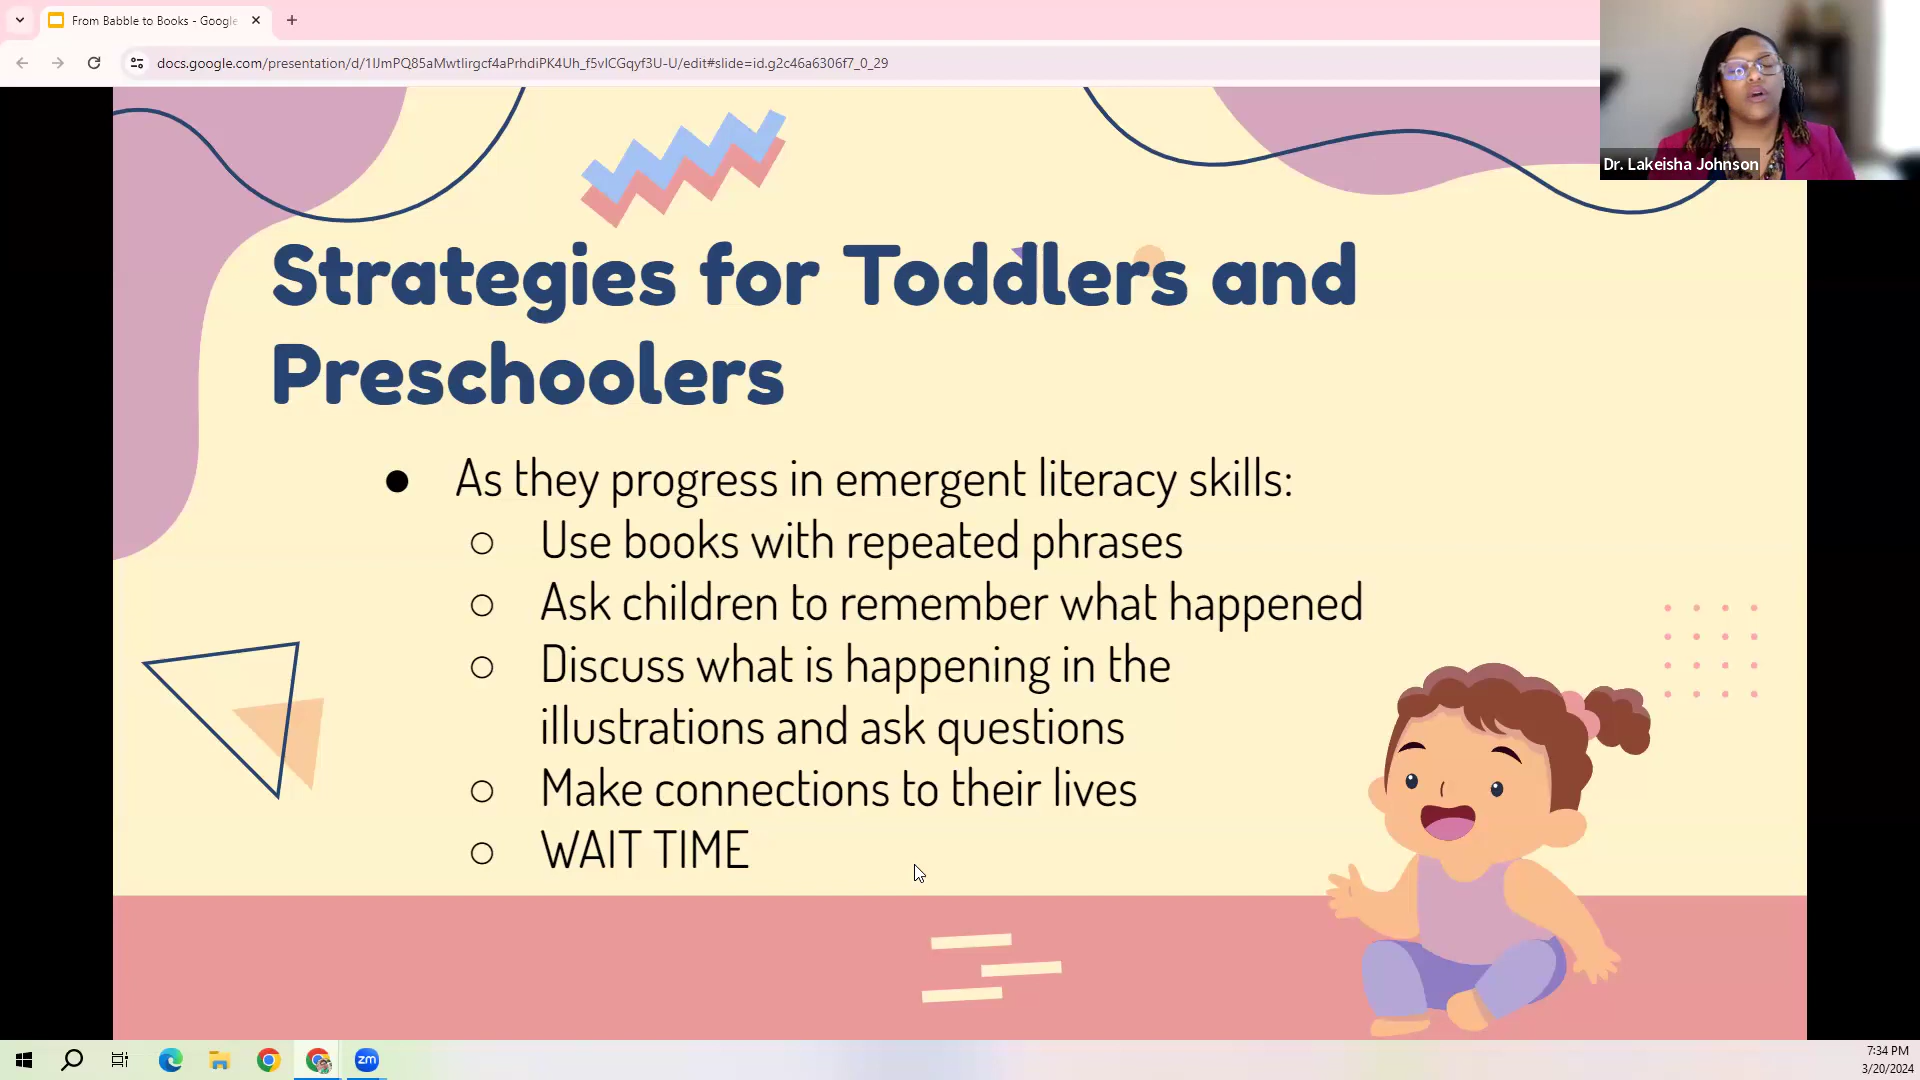 From Babble to Books - Google
docs.google.com/presentation/d/1IJmPQ85aMwtlirgcf4aPrhdiPK4Uh_f5vlCGqyf3U-U/edit#slide=id.g2c46a6306f7_0_29
Dr. Lakeisha Johnson
Strategies for Toddlers and
Preschoolers
● As they progress in emergent literacy skills:
○ Use books with repeated phrases
○ Ask children to remember what happened
○ Discuss what is happening in the
illustrations and ask questions
○ Make connections to their lives
○ WAIT TIME
zm
7:34 PM
3/20/2024